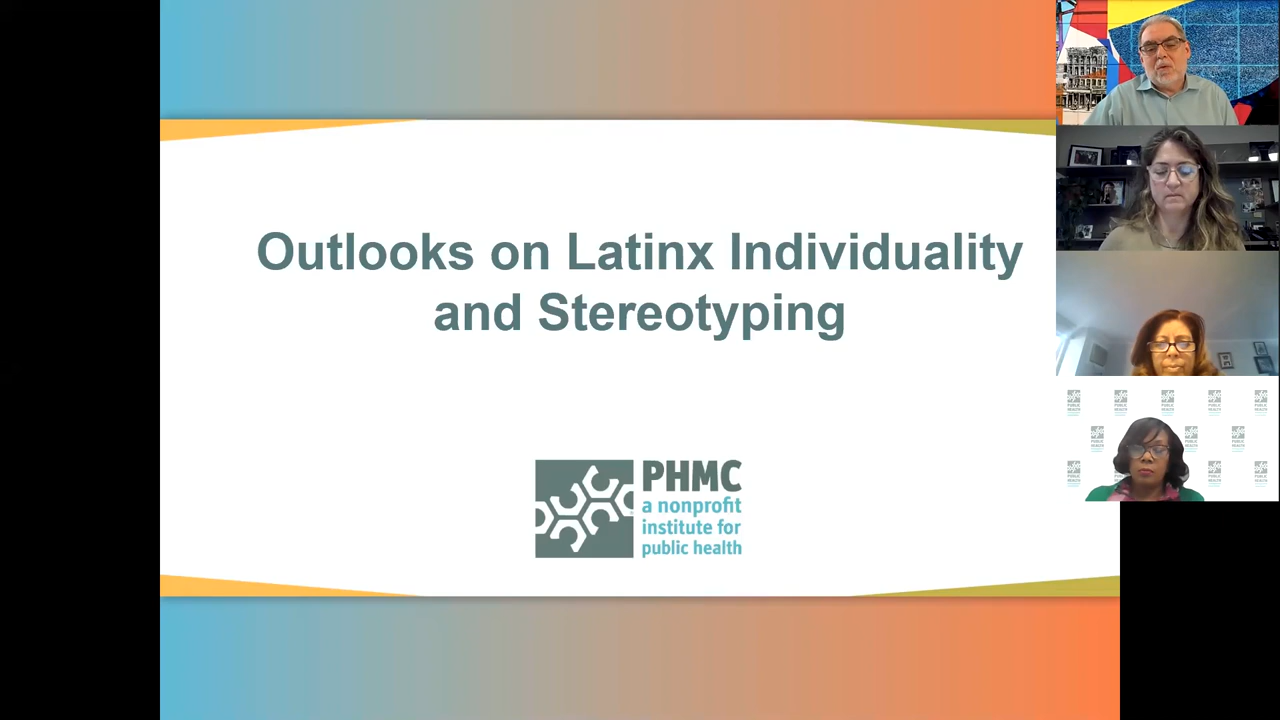 Outlooks on Latinx Individuality
and Stereotyping
PHMC
a nonprofit
institute for
public health